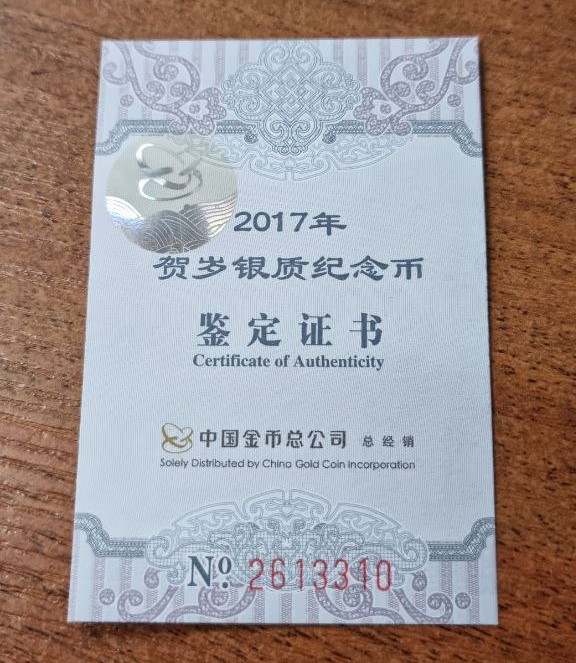 2017年
贺岁银质纪念币
鉴定证书
Certificate of Authenticity
中国金币总公司 总经销
Solely Distributed by China Gold Coin Incorporation
№ 2613310